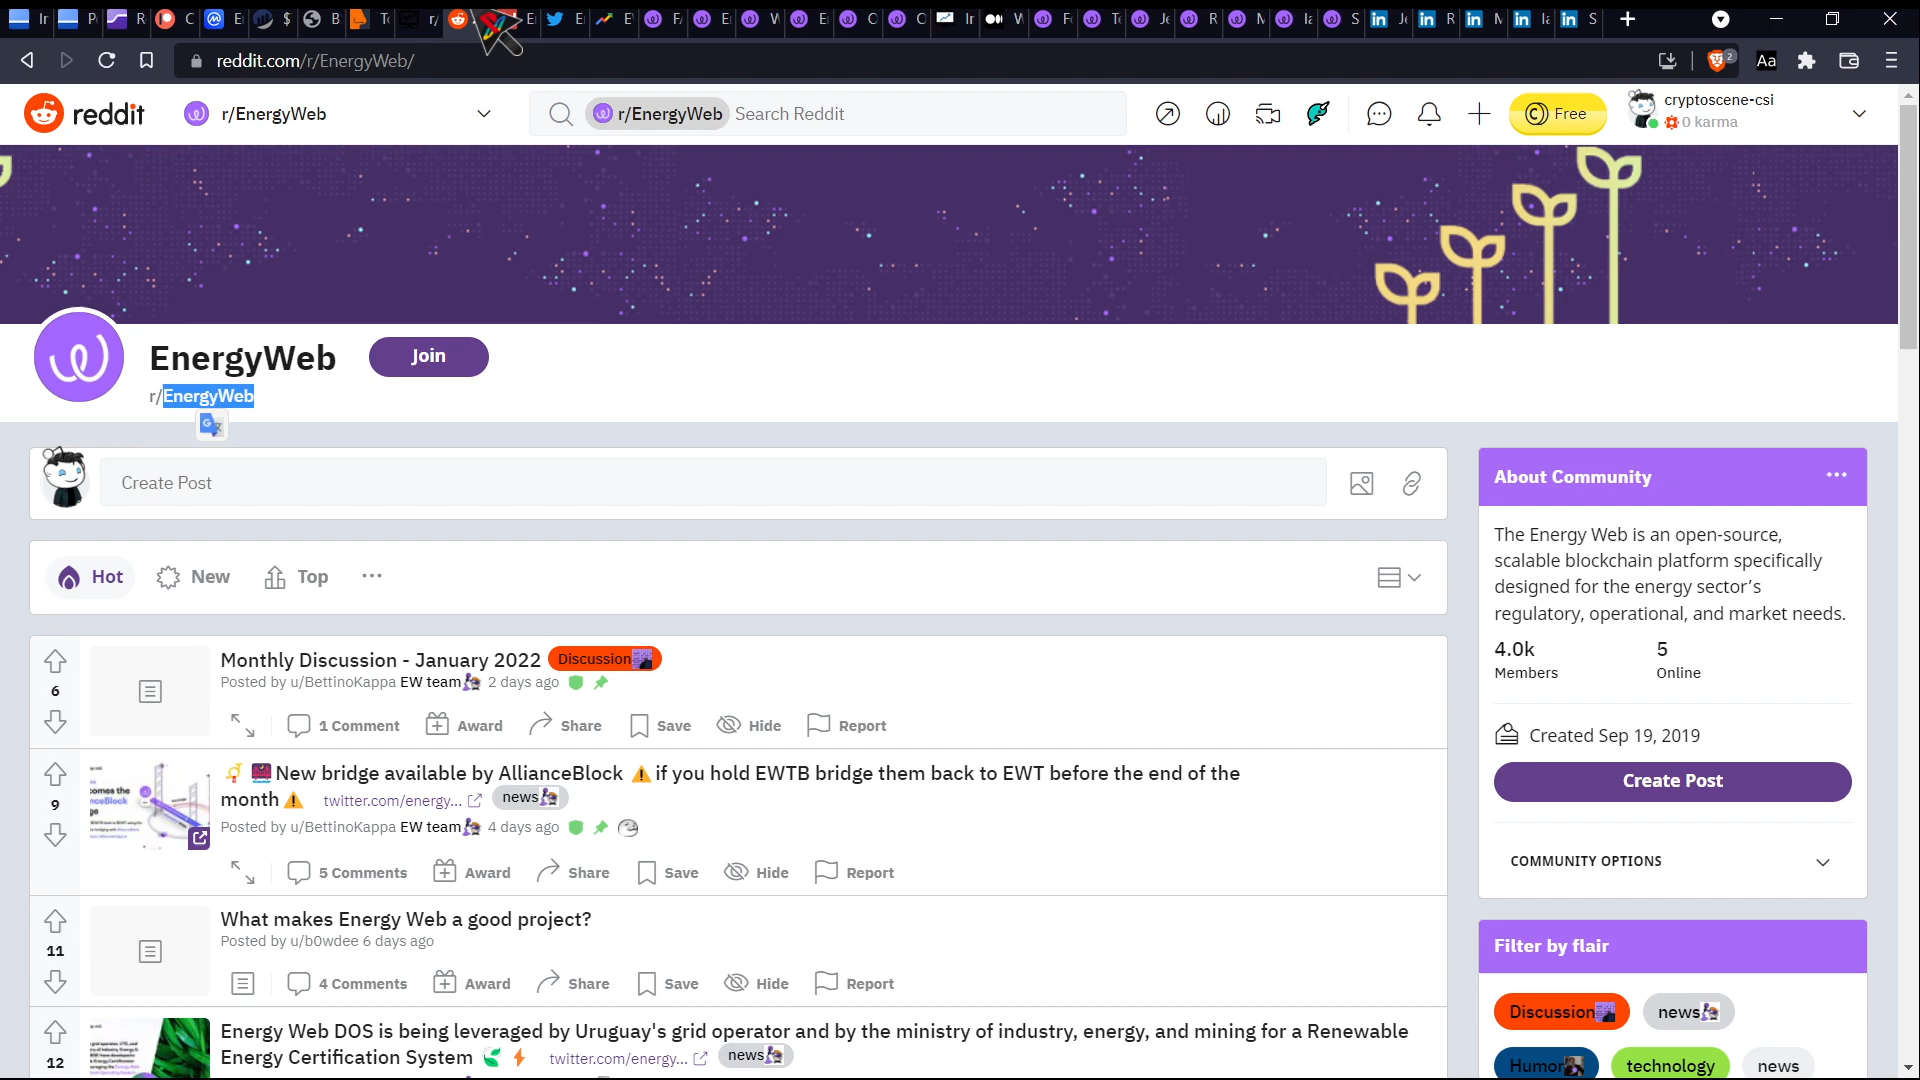 reddit.com/r/EnergyWeb/
2
Aa
reddit
r/EnergyWeb
r/EnergyWeb
Search Reddit
Free
cryptoscene-csi
0 karma
EnergyWeb
Join
r/EnergyWeb
Create Post
Hot
New
Top
Monthly Discussion - January 2022 Discussion
Posted by u/BettinoKappa EW team 2 days ago
6
1 Comment Award Share Save Hide Report
New bridge available by AllianceBlock ⚠ if you hold EWTB bridge them back to EWT before the end of the
month ⚠ twitter.com/energy... news
9
Posted by u/BettinoKappa EW team 4 days ago
5 Comments Award Share Save Hide Report
What makes Energy Web a good project?
Posted by u/b0wdee 6 days ago
11
4 Comments Award Share Save Hide Report
Energy Web DOS is being leveraged by Uruguay's grid operator and by the ministry of industry, energy, and mining for a Renewable
Energy Certification System twitter.com/energy... news
12
About Community
The Energy Web is an open-source,
scalable blockchain platform specifically
designed for the energy sector's
regulatory, operational, and market needs.
4.0k
Members
5
Online
Created Sep 19, 2019
Create Post
COMMUNITY OPTIONS
Filter by flair
Discussion
news
Humor
technology
news